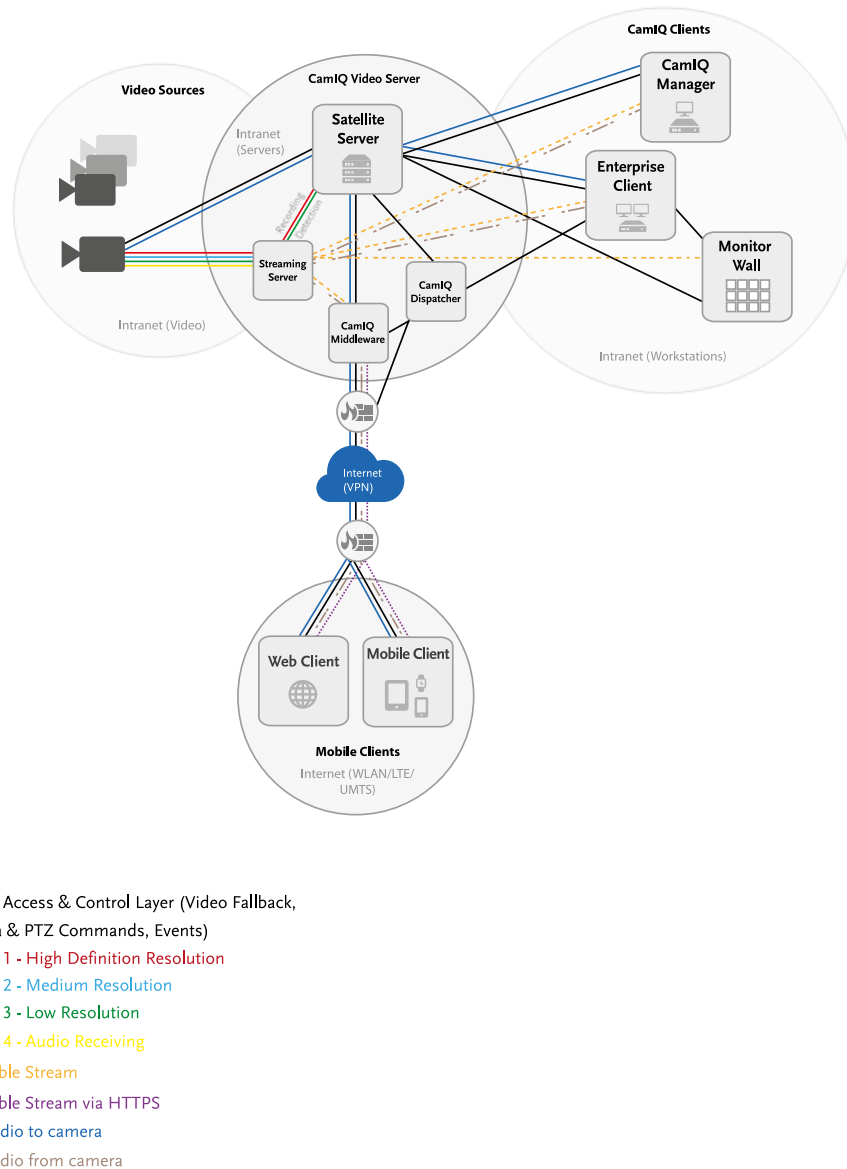 CamIQ Clients
CamIQ Video Server
Video Sources
CamIQ
Manager
Satellite
Server
Intranet
(Servers)
Enterprise
Client
Recording
Detection
Monitor
Wall
Streaming
Server
CamIQ
Dispatcher
Intranet (Video)
CamIQ
Middleware
Intranet (Workstations)
Internet
(VPN)
Web Client
Mobile Client
Mobile Clients
Internet (WLAN/LTE/
UMTS)
Access & Control Layer (Video Fallback,
& PTZ Commands, Events)
1 - High Definition Resolution
2 - Medium Resolution
3 - Low Resolution
4 - Audio Receiving
ble Stream
ble Stream via HTTPS
dio to camera
dio from camera